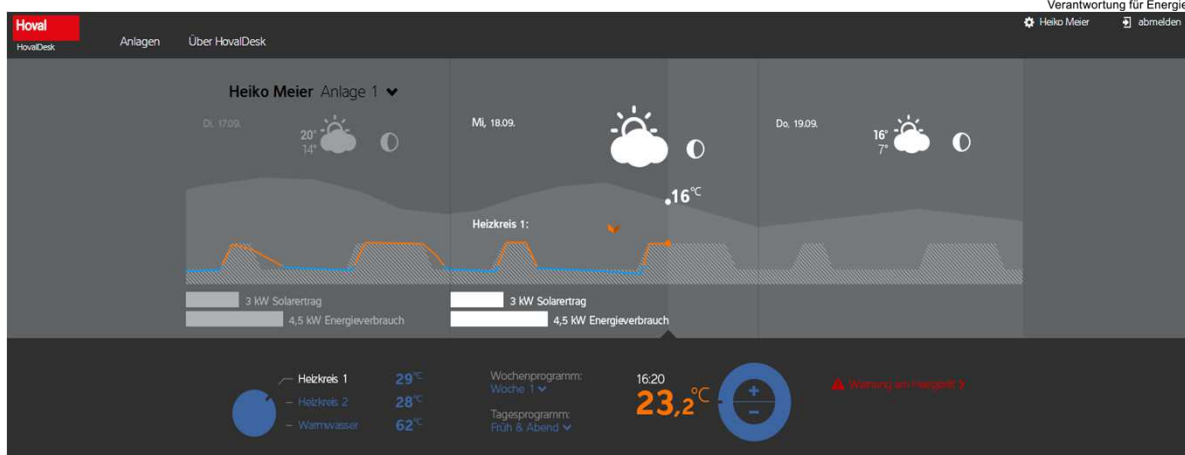 Verantwortung für Energie
Hoval
HovalDesk
Anlagen
Über HovalDesk
Heiko Meier
abmelden
Heiko Meier Anlage 1
Di, 17.09.
20°
14°
Mi, 18.09.
Do, 19.09.
16°
7°
16°C
Heizkreis 1:
3 kW Solarertrag
4,5 kW Energieverbrauch
3 kW Solarertrag
4,5 kW Energieverbrauch
Heizkreis 1 29°C
Heizkreis 2 28°C
Warmwasser 62°C
Wochenprogramm:
Woche 1
Tagesprogramm:
Früh & Abend
16:20
23,2°C
+
−
Warnung am Heizgerät